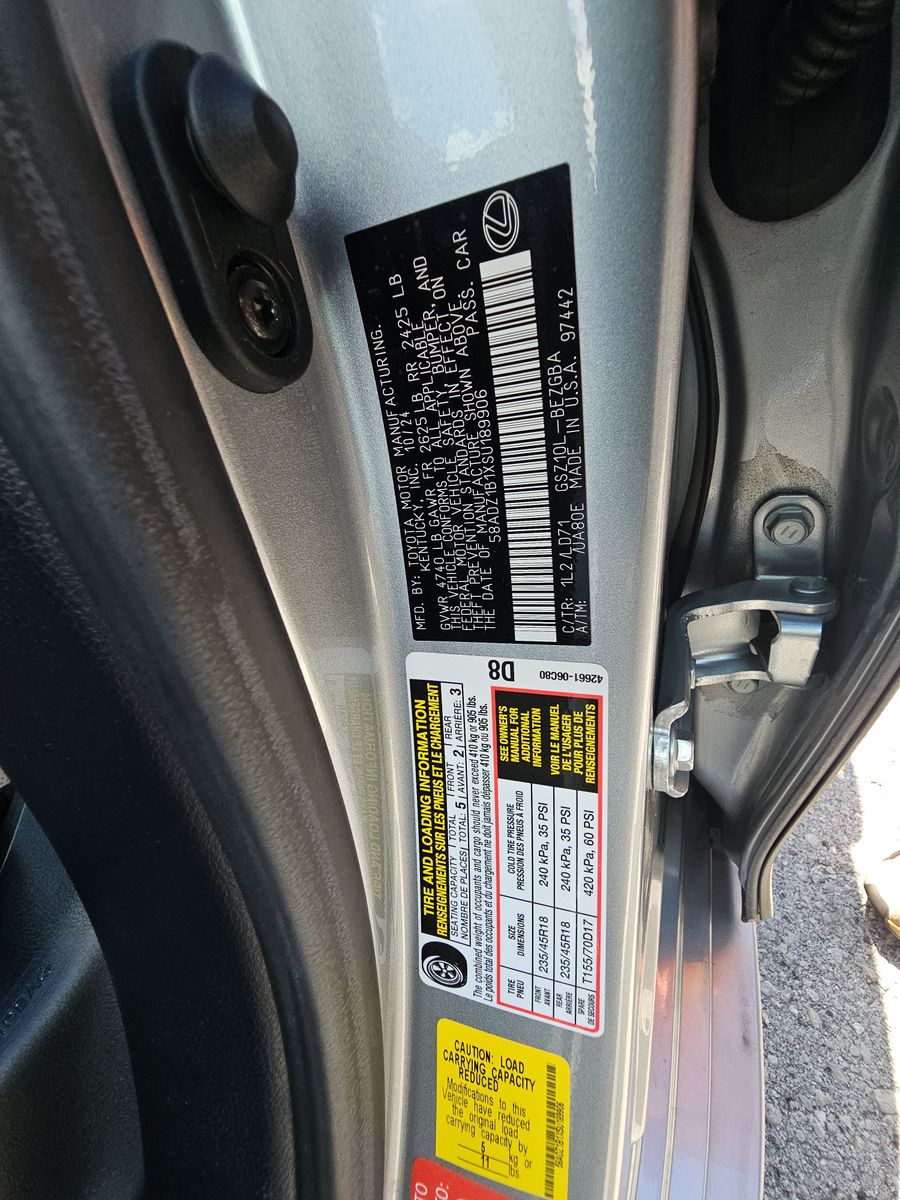 MFD. BY: TOYOTA MOTOR MANUFACTURING.
KENTUCKY, INC. 10/24
GVWR 4740 LB GAWR FR 2625 LB RR 2425 LB
THIS VEHICLE CONFORMS TO ALL APPLICABLE
FEDERAL MOTOR VEHICLE SAFETY, BUMPER, AND
THEFT PREVENTION STANDARDS IN EFFECT ON
THE DATE OF MANUFACTURE SHOWN ABOVE.
58ADZ1B1XSU189906 PASS. CAR
C/TR: 1L2/LD71 GSZ10L-BEZGBA
A/TM: /UA80E MADE IN U.S.A. 97442
TIRE AND LOADING INFORMATION
RENSEIGNEMENTS SUR LES PNEUS ET LE CHARGEMENT
SEATING CAPACITY TOTAL FRONT REAR
NOMBRE DE PLACES TOTAL: 5 AVANT: 2 ARRIÈRE: 3
The combined weight of occupants and cargo should never exceed 410 kg or 905 lbs.
Le poids total des occupants et du chargement ne doit jamais dépasser 410 kg ou 905 lbs.
TIRE SIZE COLD TIRE PRESSURE
PNEU DIMENSIONS PRESSION DES PNEUS À FROID
FRONT
AVANT 235/45R18 240 kPa, 35 PSI
REAR
ARRIÈRE 235/45R18 240 kPa, 35 PSI
SPARE
DE SECOURS T155/70D17 420 kPa, 60 PSI
SEE OWNER'S
MANUAL FOR
ADDITIONAL
INFORMATION
VOIR LE MANUEL
DE L'USAGER
POUR PLUS DE
RENSEIGNEMENTS
D8
42661-06C80
CAUTION: LOAD
CARRYING CAPACITY
REDUCED
Modifications to this
Vehicle have reduced
the original load
carrying capacity by
5 kg or
11 lbs
58ADZ1B1XSU189906
TO